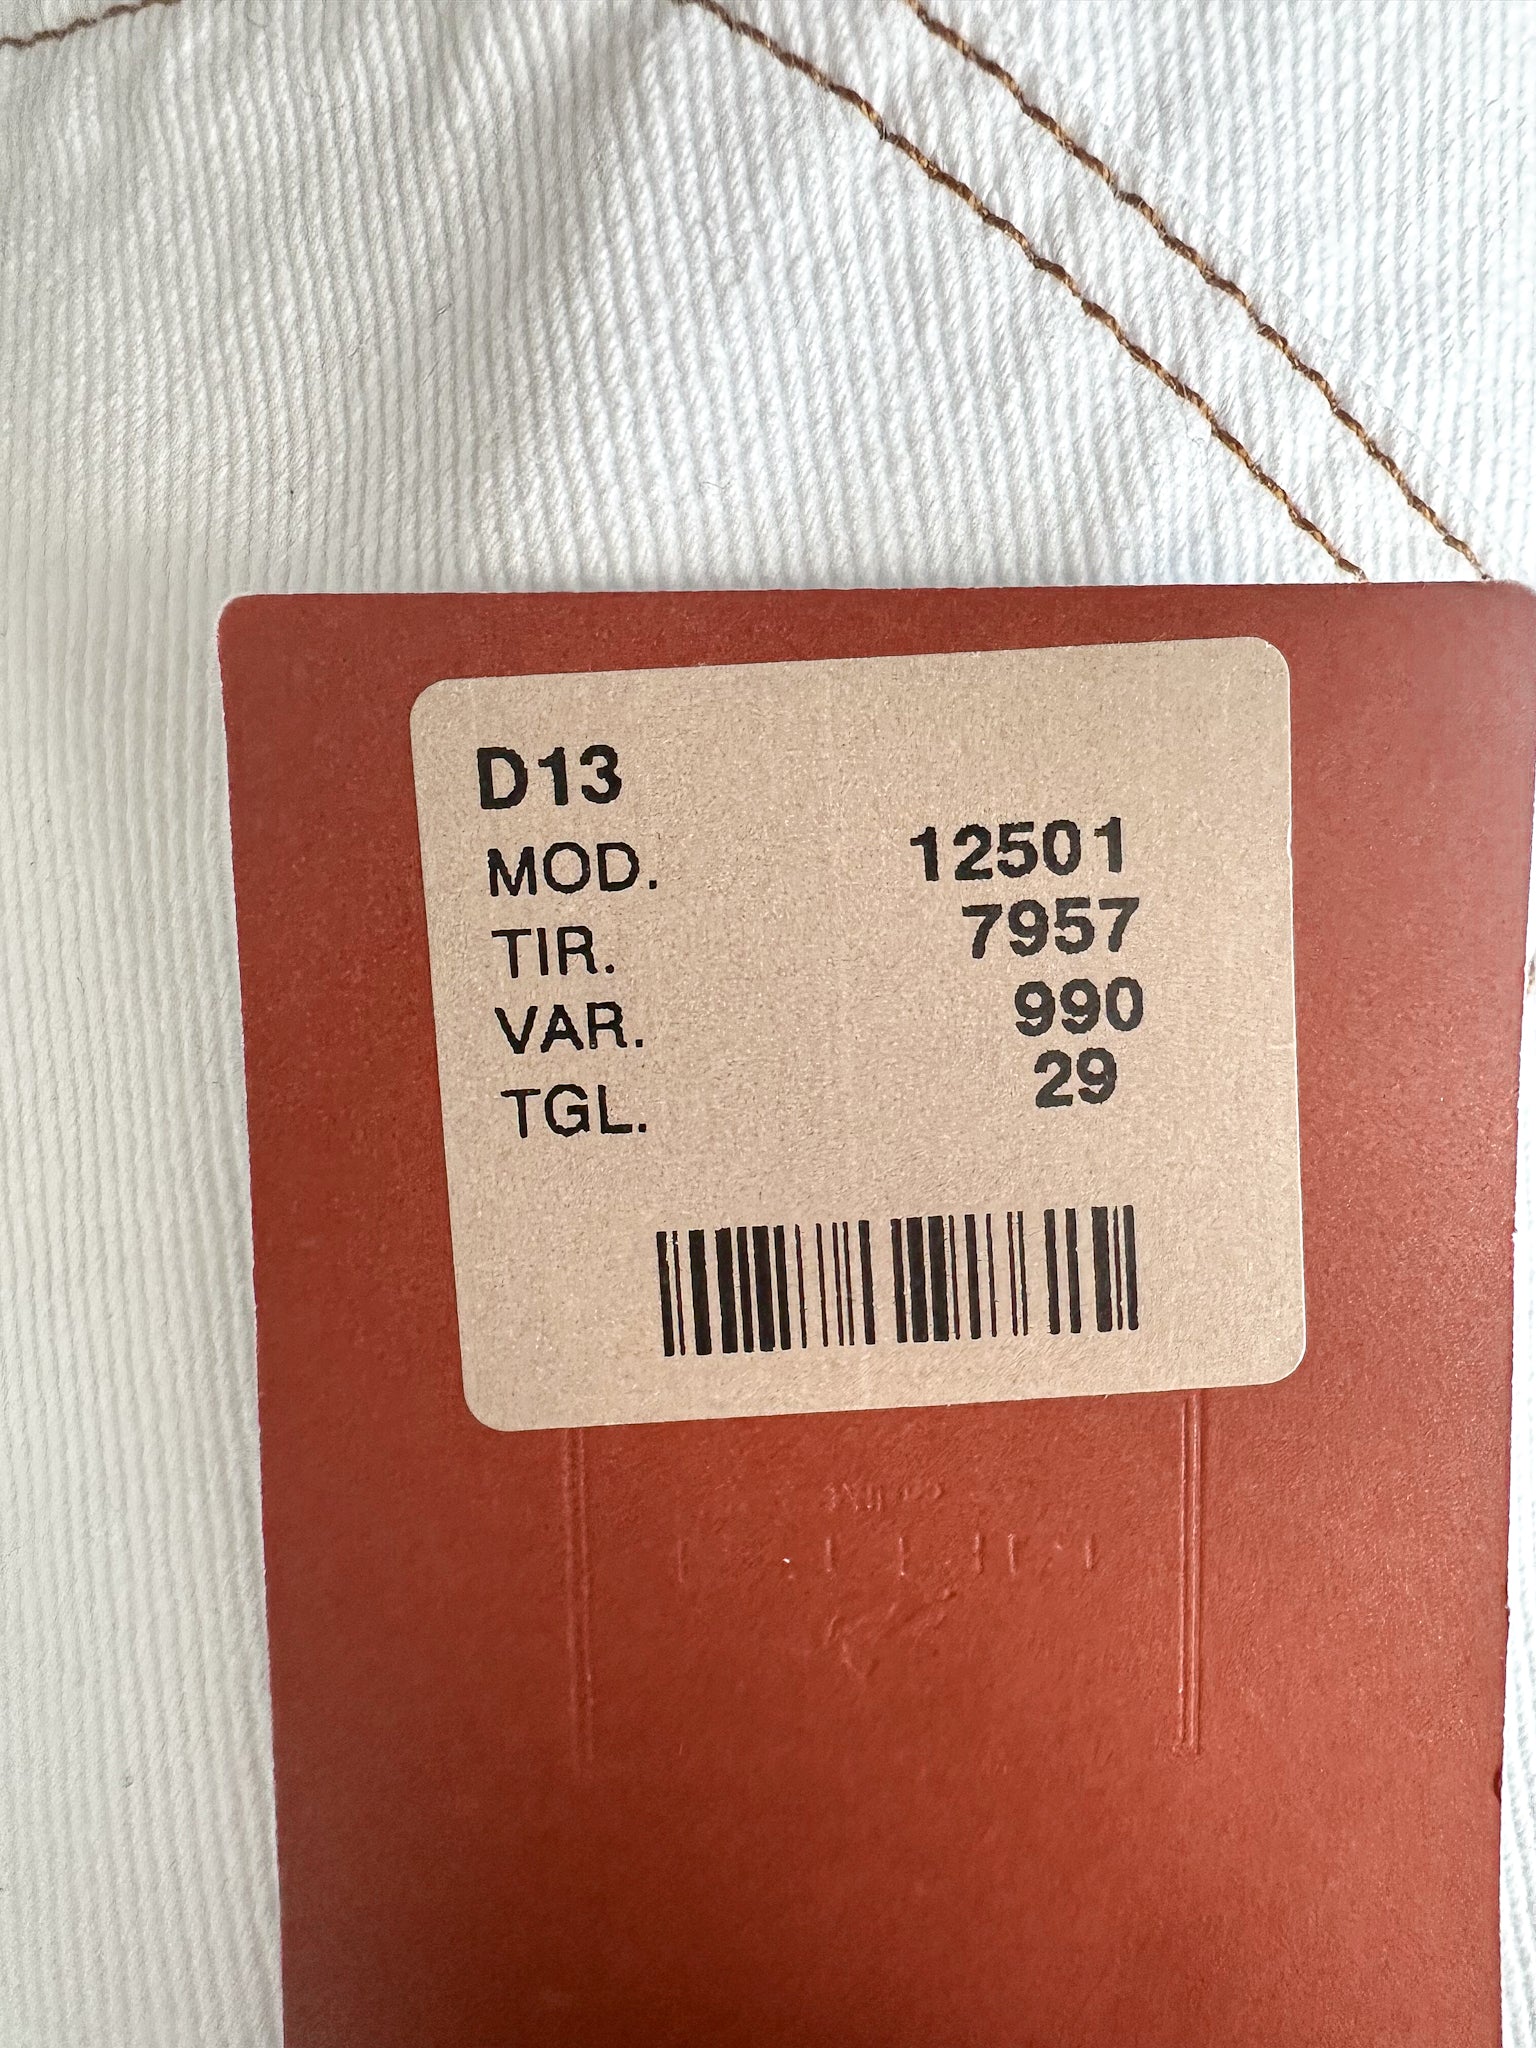 D13
MOD. 12501
TIR. 7957
VAR. 990
TGL. 29